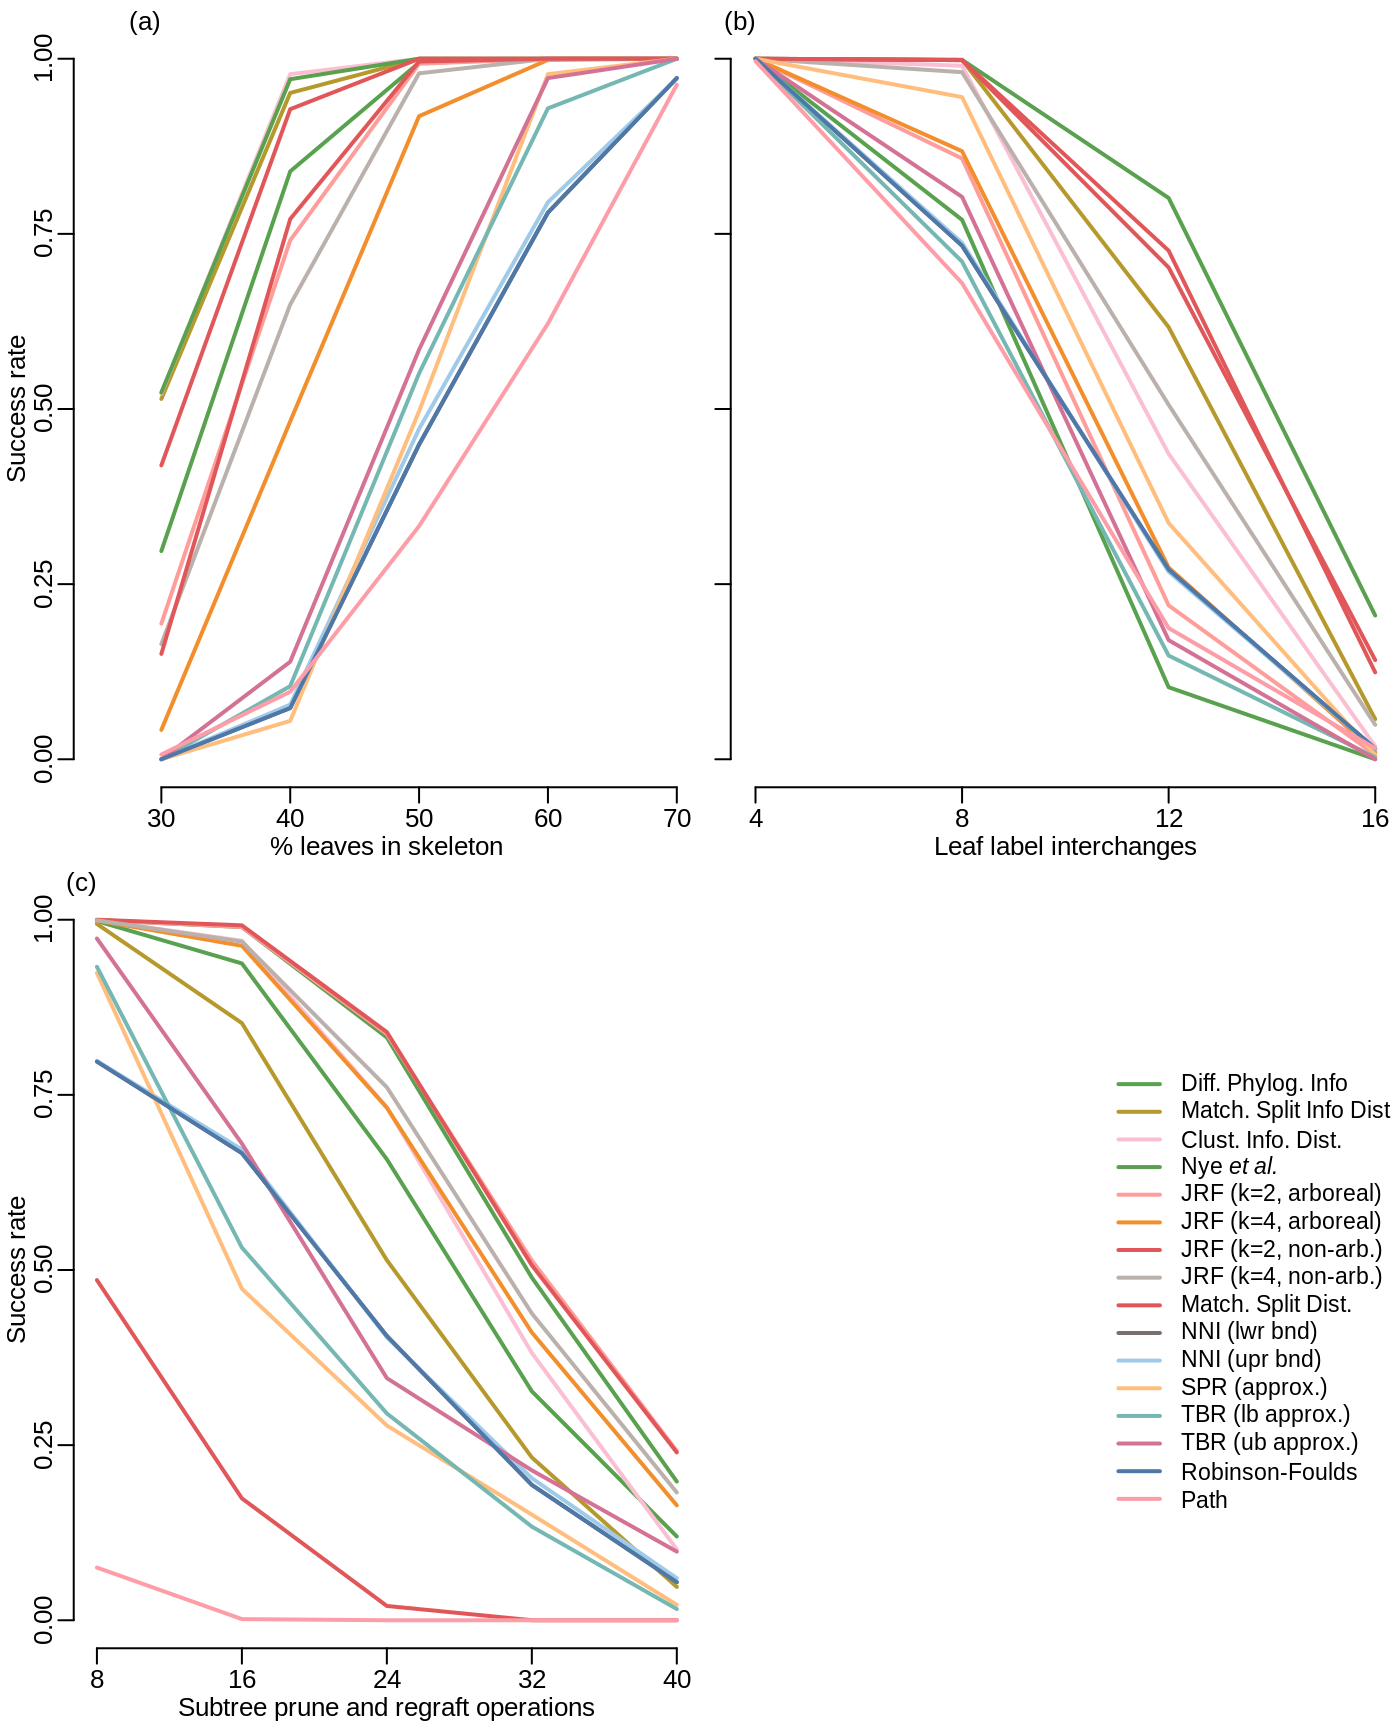 (a)
1.00
0.75
0.50
0.25
0.00
Success rate
30 40 50 60 70
% leaves in skeleton
(b)
4 8 12 16
Leaf label interchanges
(c)
1.00
0.75
0.50
0.25
0.00
Success rate
8 16 24 32 40
Subtree prune and regraft operations
Diff. Phylog. Info
Match. Split Info Dist
Clust. Info. Dist.
Nye et al.
JRF (k=2, arboreal)
JRF (k=4, arboreal)
JRF (k=2, non-arb.)
JRF (k=4, non-arb.)
Match. Split Dist.
NNI (lwr bnd)
NNI (upr bnd)
SPR (approx.)
TBR (lb approx.)
TBR (ub approx.)
Robinson-Foulds
Path